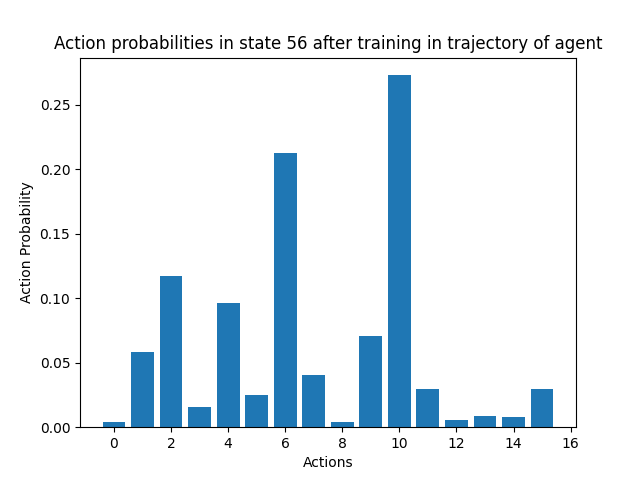 Action probabilities in state 56 after training in trajectory of agent
0.25
0.20
0.15
0.10
0.05
0.00
Action Probability
0 2 4 6 8 10 12 14 16
Actions